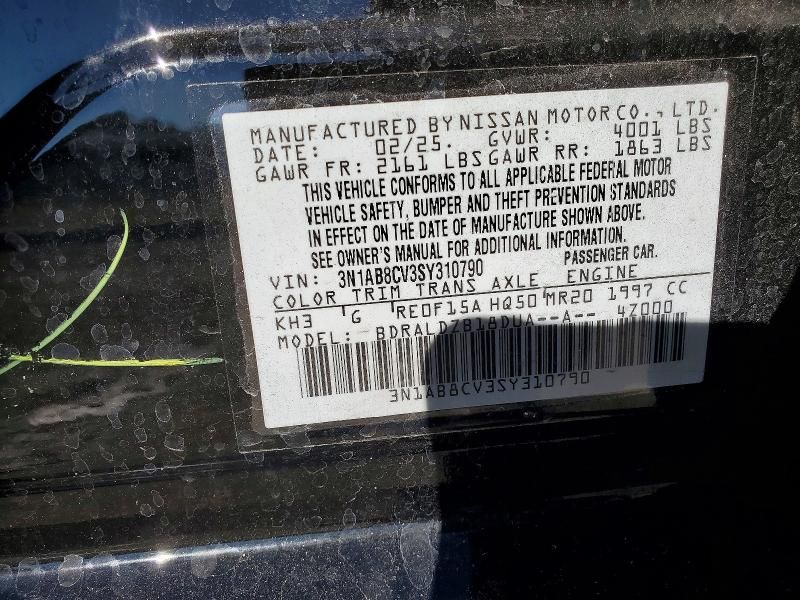 MANUFACTURED BY NISSAN MOTOR CO., LTD.
DATE: 02/25. GVWR: 4001 LBS
GAWR FR: 2161 LBS GAWR RR: 1863 LBS
THIS VEHICLE CONFORMS TO ALL APPLICABLE FEDERAL MOTOR
VEHICLE SAFETY, BUMPER AND THEFT PREVENTION STANDARDS
IN EFFECT ON THE DATE OF MANUFACTURE SHOWN ABOVE.
SEE OWNER'S MANUAL FOR ADDITIONAL INFORMATION.
VIN: 3N1AB8CV3SY310790 PASSENGER CAR.
COLOR TRIM TRANS AXLE ENGINE
KH3 G RE0F15A HQ50 MR20 1997 CC
MODEL: BDRALDZB18DUA--A-- 4Z000
3N1AB8CV3SY310790